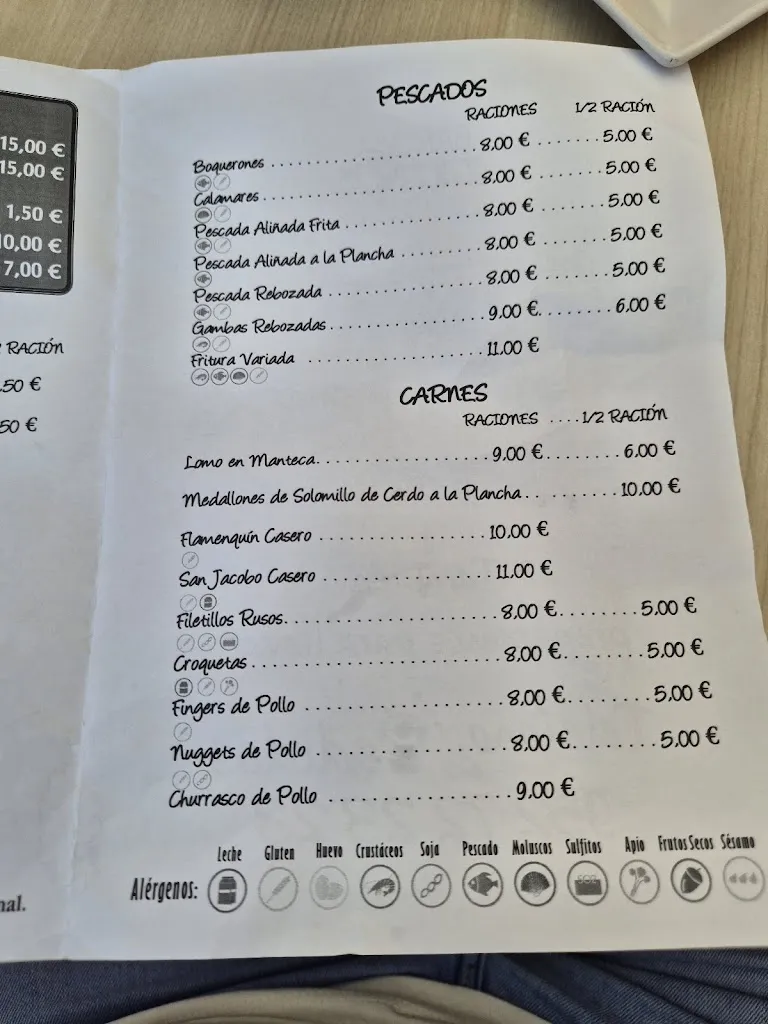 15,00 €
15,00 €
1,50 €
10,00 €
7,00 €
RACIÓN
,50 €
50 €
nal.
PESCADOS
RACIONES 1/2 RACIÓN
Boquerones 8,00 € 5,00 €
Calamares 8,00 € 5,00 €
Pescada Aliñada Frita 8,00 € 5,00 €
Pescada Aliñada a la Plancha 8,00 € 5,00 €
Pescada Rebozada 8,00 € 5,00 €
Gambas Rebozadas 9,00 € 6,00 €
Fritura Variada 11,00 €
CARNES
RACIONES ....1/2 RACIÓN
Lomo en Manteca 9,00 € 6,00 €
Medallones de Solomillo de Cerdo a la Plancha 10,00 €
Flamenquín Casero 10,00 €
San Jacobo Casero 11,00 €
Filetillos Rusos 8,00 € 5,00 €
Croquetas 8,00 € 5,00 €
Fingers de Pollo 8,00 € 5,00 €
Nuggets de Pollo 8,00 € 5,00 €
Churrasco de Pollo 9,00 €
Leche Gluten Huevo Crustáceos Soja Pescado Moluscos Sulfitos Apio Frutos Secos Sésamo
Alérgenos: